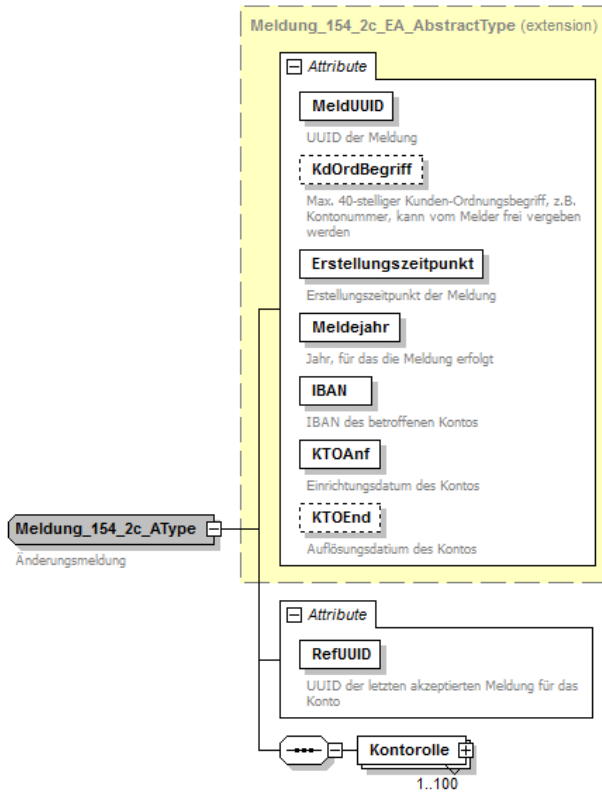 Meldung_154_2c_EA_AbstractType (extension)
Attribute
MeldUUID
UUID der Meldung
KdOrdBegriff
Max. 40-stelliger Kunden-Ordnungsbegriff, z.B.
Kontonummer, kann vom Melder frei vergeben
werden
Erstellungszeitpunkt
Erstellungszeitpunkt der Meldung
Meldejahr
Jahr, für das die Meldung erfolgt
IBAN
IBAN des betroffenen Kontos
KTOAnf
Einrichtungsdatum des Kontos
KTOEnd
Auflösungsdatium des Kontos
Meldung_154_2c_AType
Änderungsmeldung
Attribute
RefUUID
UUID der letzten akzeptierten Meldung für das
Konto
Kontorolle
1..100